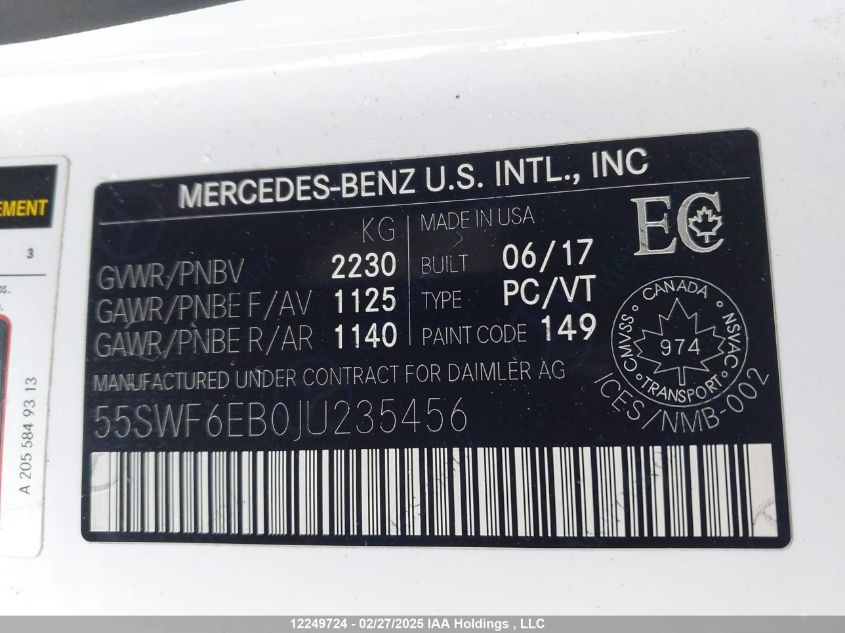 MERCEDES-BENZ U.S. INTL., INC
KG
GVWR/PNBV 2230
GAWR/PNBE F/AV 1125
GAWR/PNBE R/AR 1140
MADE IN USA
BUILT 06/17
TYPE PC/VT
PAINT CODE 149
EC
CANADA
CMVSS 974 NSVAC
TRANSPORT
ICES/NMB-002
MANUFACTURED UNDER CONTRACT FOR DAIMLER AG
55SWF6EB0JU235456
EMENT
3
os.
A 205 584 93 13
12249724 - 02/27/2025 IAA Holdings , LLC